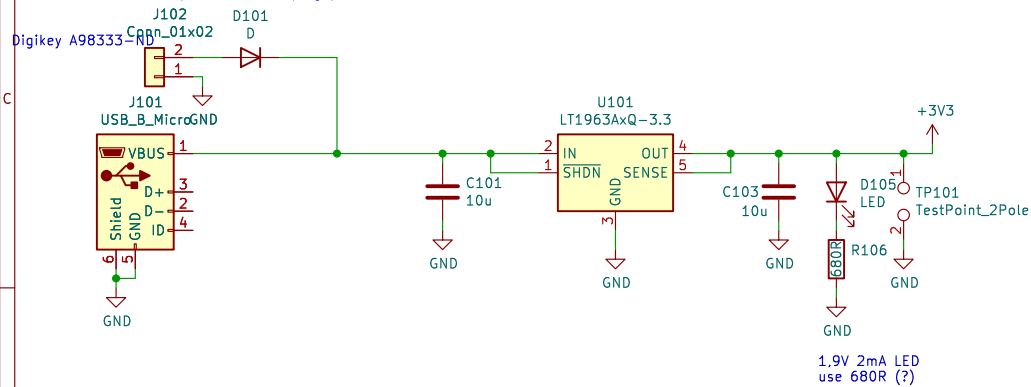 J102
Conn_01x02
Digikey A98333-ND
2
1
D101
D
GND
J101
USB_B_Micro
VBUS
1
D+
3
D-
2
ID
4
Shield
GND
6
5
GND
C101
10u
GND
U101
LT1963AxQ-3.3
2
IN
OUT
4
1
SHDN
SENSE
5
GND
3
GND
C103
10u
GND
D105
LED
680R
R106
GND
+3V3
1
TP101
TestPoint_2Pole
2
GND
1,9V 2mA LED
use 680R (?)
C